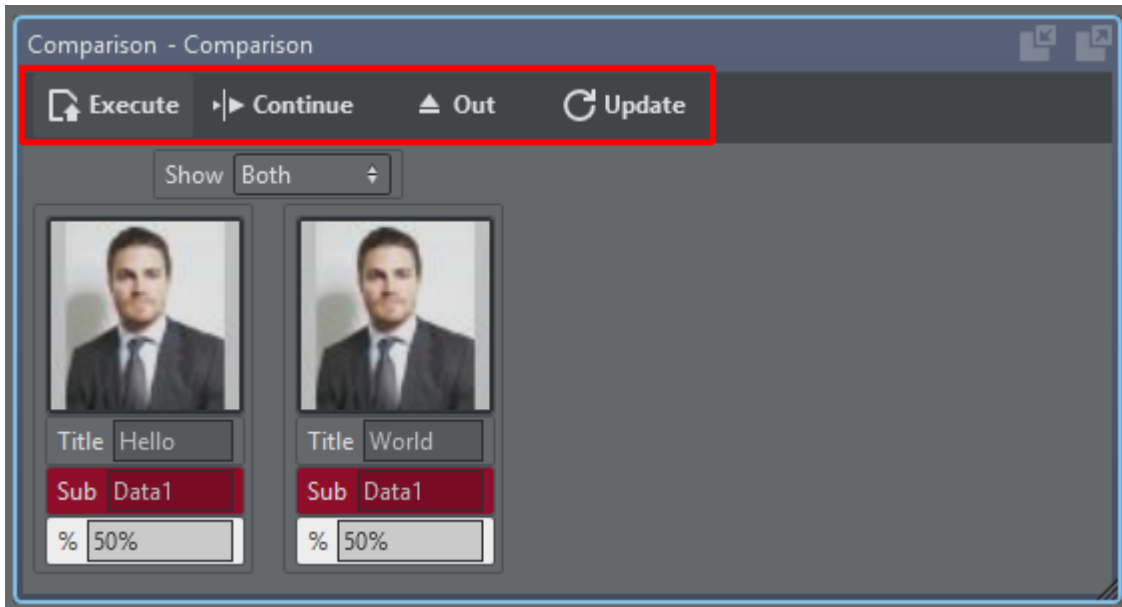 Comparison - Comparison
Execute Continue Out Update
Show Both
Title Hello Title World
Sub Data1 Sub Data1
% 50% % 50%